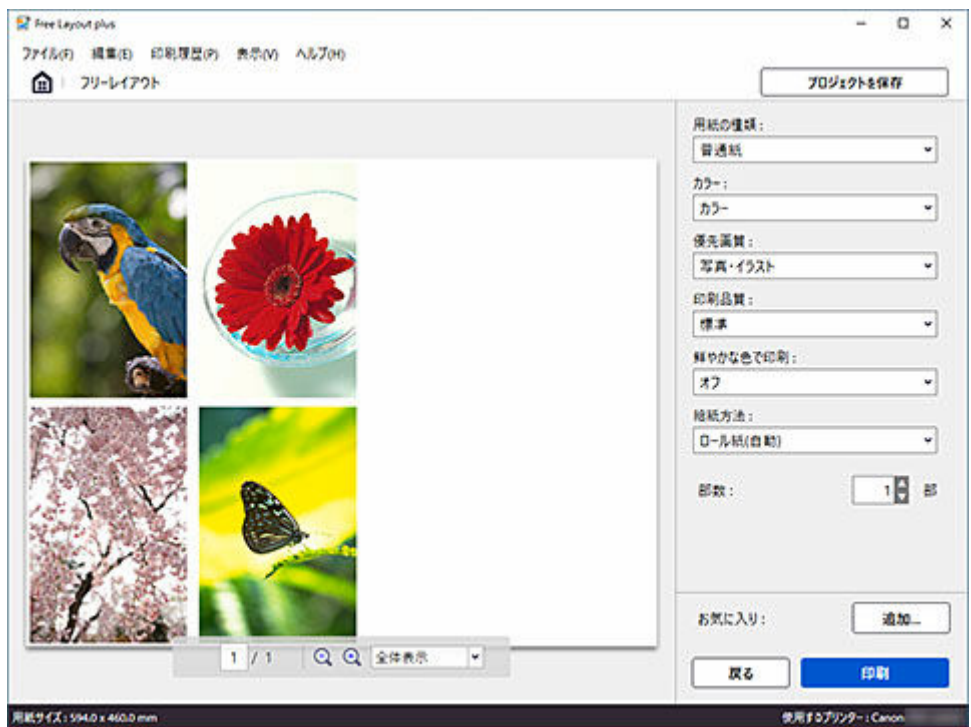 Free Layout plus
ファイル(F) 編集(E) 印刷履歴(P) 表示(V) ヘルプ(H)
フリーレイアウト
プロジェクトを保存
用紙の種類：
普通紙
カラー：
カラー
優先画質：
写真・イラスト
印刷品質：
標準
鮮やかな色で印刷：
オフ
給紙方法：
ロール紙(自動)
部数： 1 部
お気に入り： 追加...
1 / 1 全体表示
戻る 印刷
用紙サイズ : 594.0 x 460.0 mm 使用するプリンター : Canon